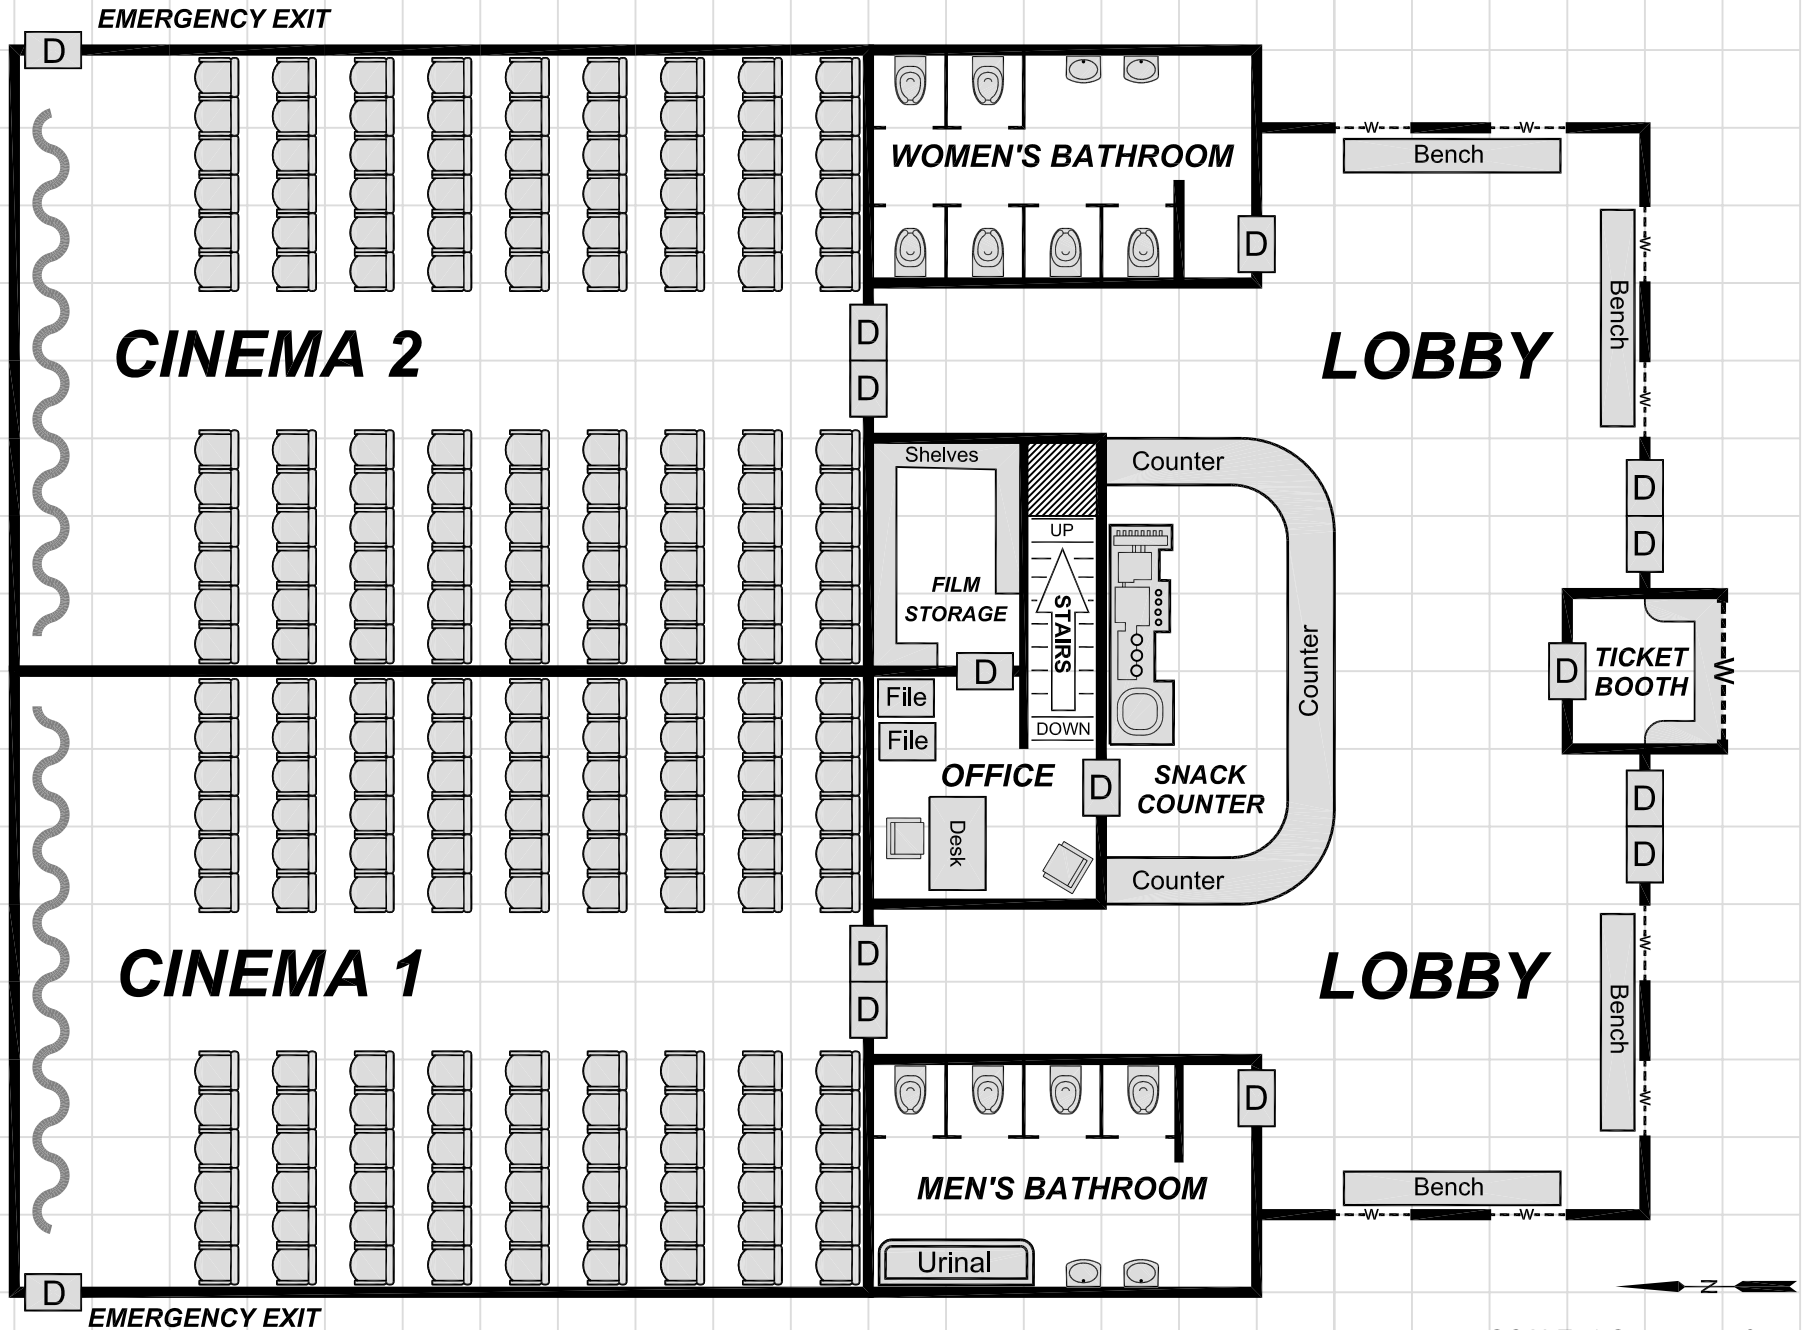 EMERGENCY EXIT
D
W
W
Bench
WOMEN'S BATHROOM
D
W
Bench
W
CINEMA 2
D
D
LOBBY
Shelves
Counter
D
D
UP
FILM
STORAGE
STAIRS
Counter
D
D
TICKET
BOOTH
W
File
File
DOWN
OFFICE
D
SNACK
COUNTER
D
D
Desk
Counter
CINEMA 1
D
D
LOBBY
W
Bench
W
D
MEN'S BATHROOM
Bench
W
W
Urinal
D
N
EMERGENCY EXIT